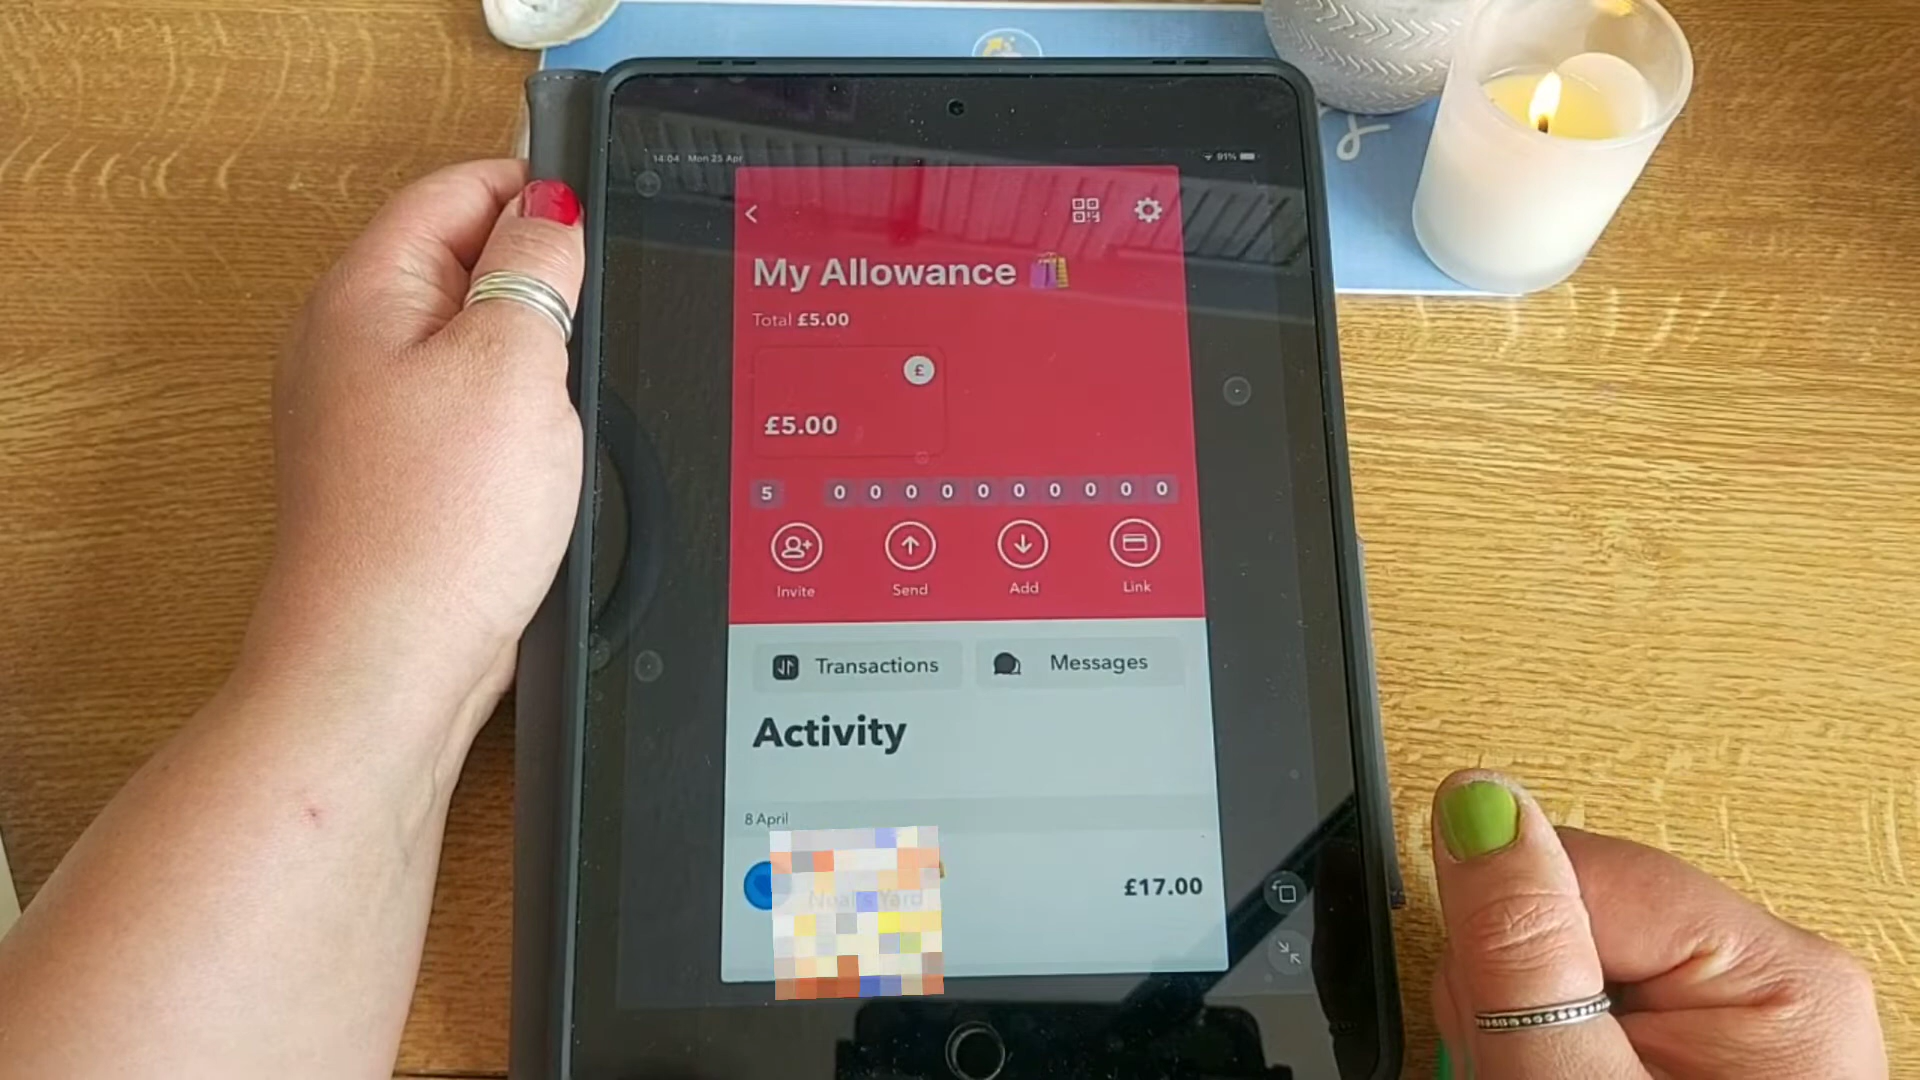 14:04 Mon 25 Apr
91%
My Allowance
Total £5.00
£
£5.00
5 0 0 0 0 0 0 0 0 0 0
Invite Send Add Link
Transactions Messages
Activity
8 April
£17.00